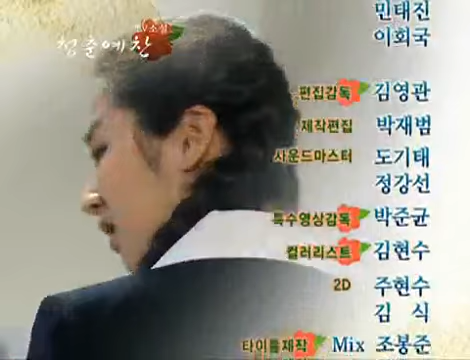 TV소설
청춘예찬
민태진
이희국
편집감독 김영관
제작편집 박재범
사운드마스터 도기태
정강선
특수영상감독 박준균
컬러리스트 김현수
2D 주현수
김 식
타이틀제작 Mix 조봉준